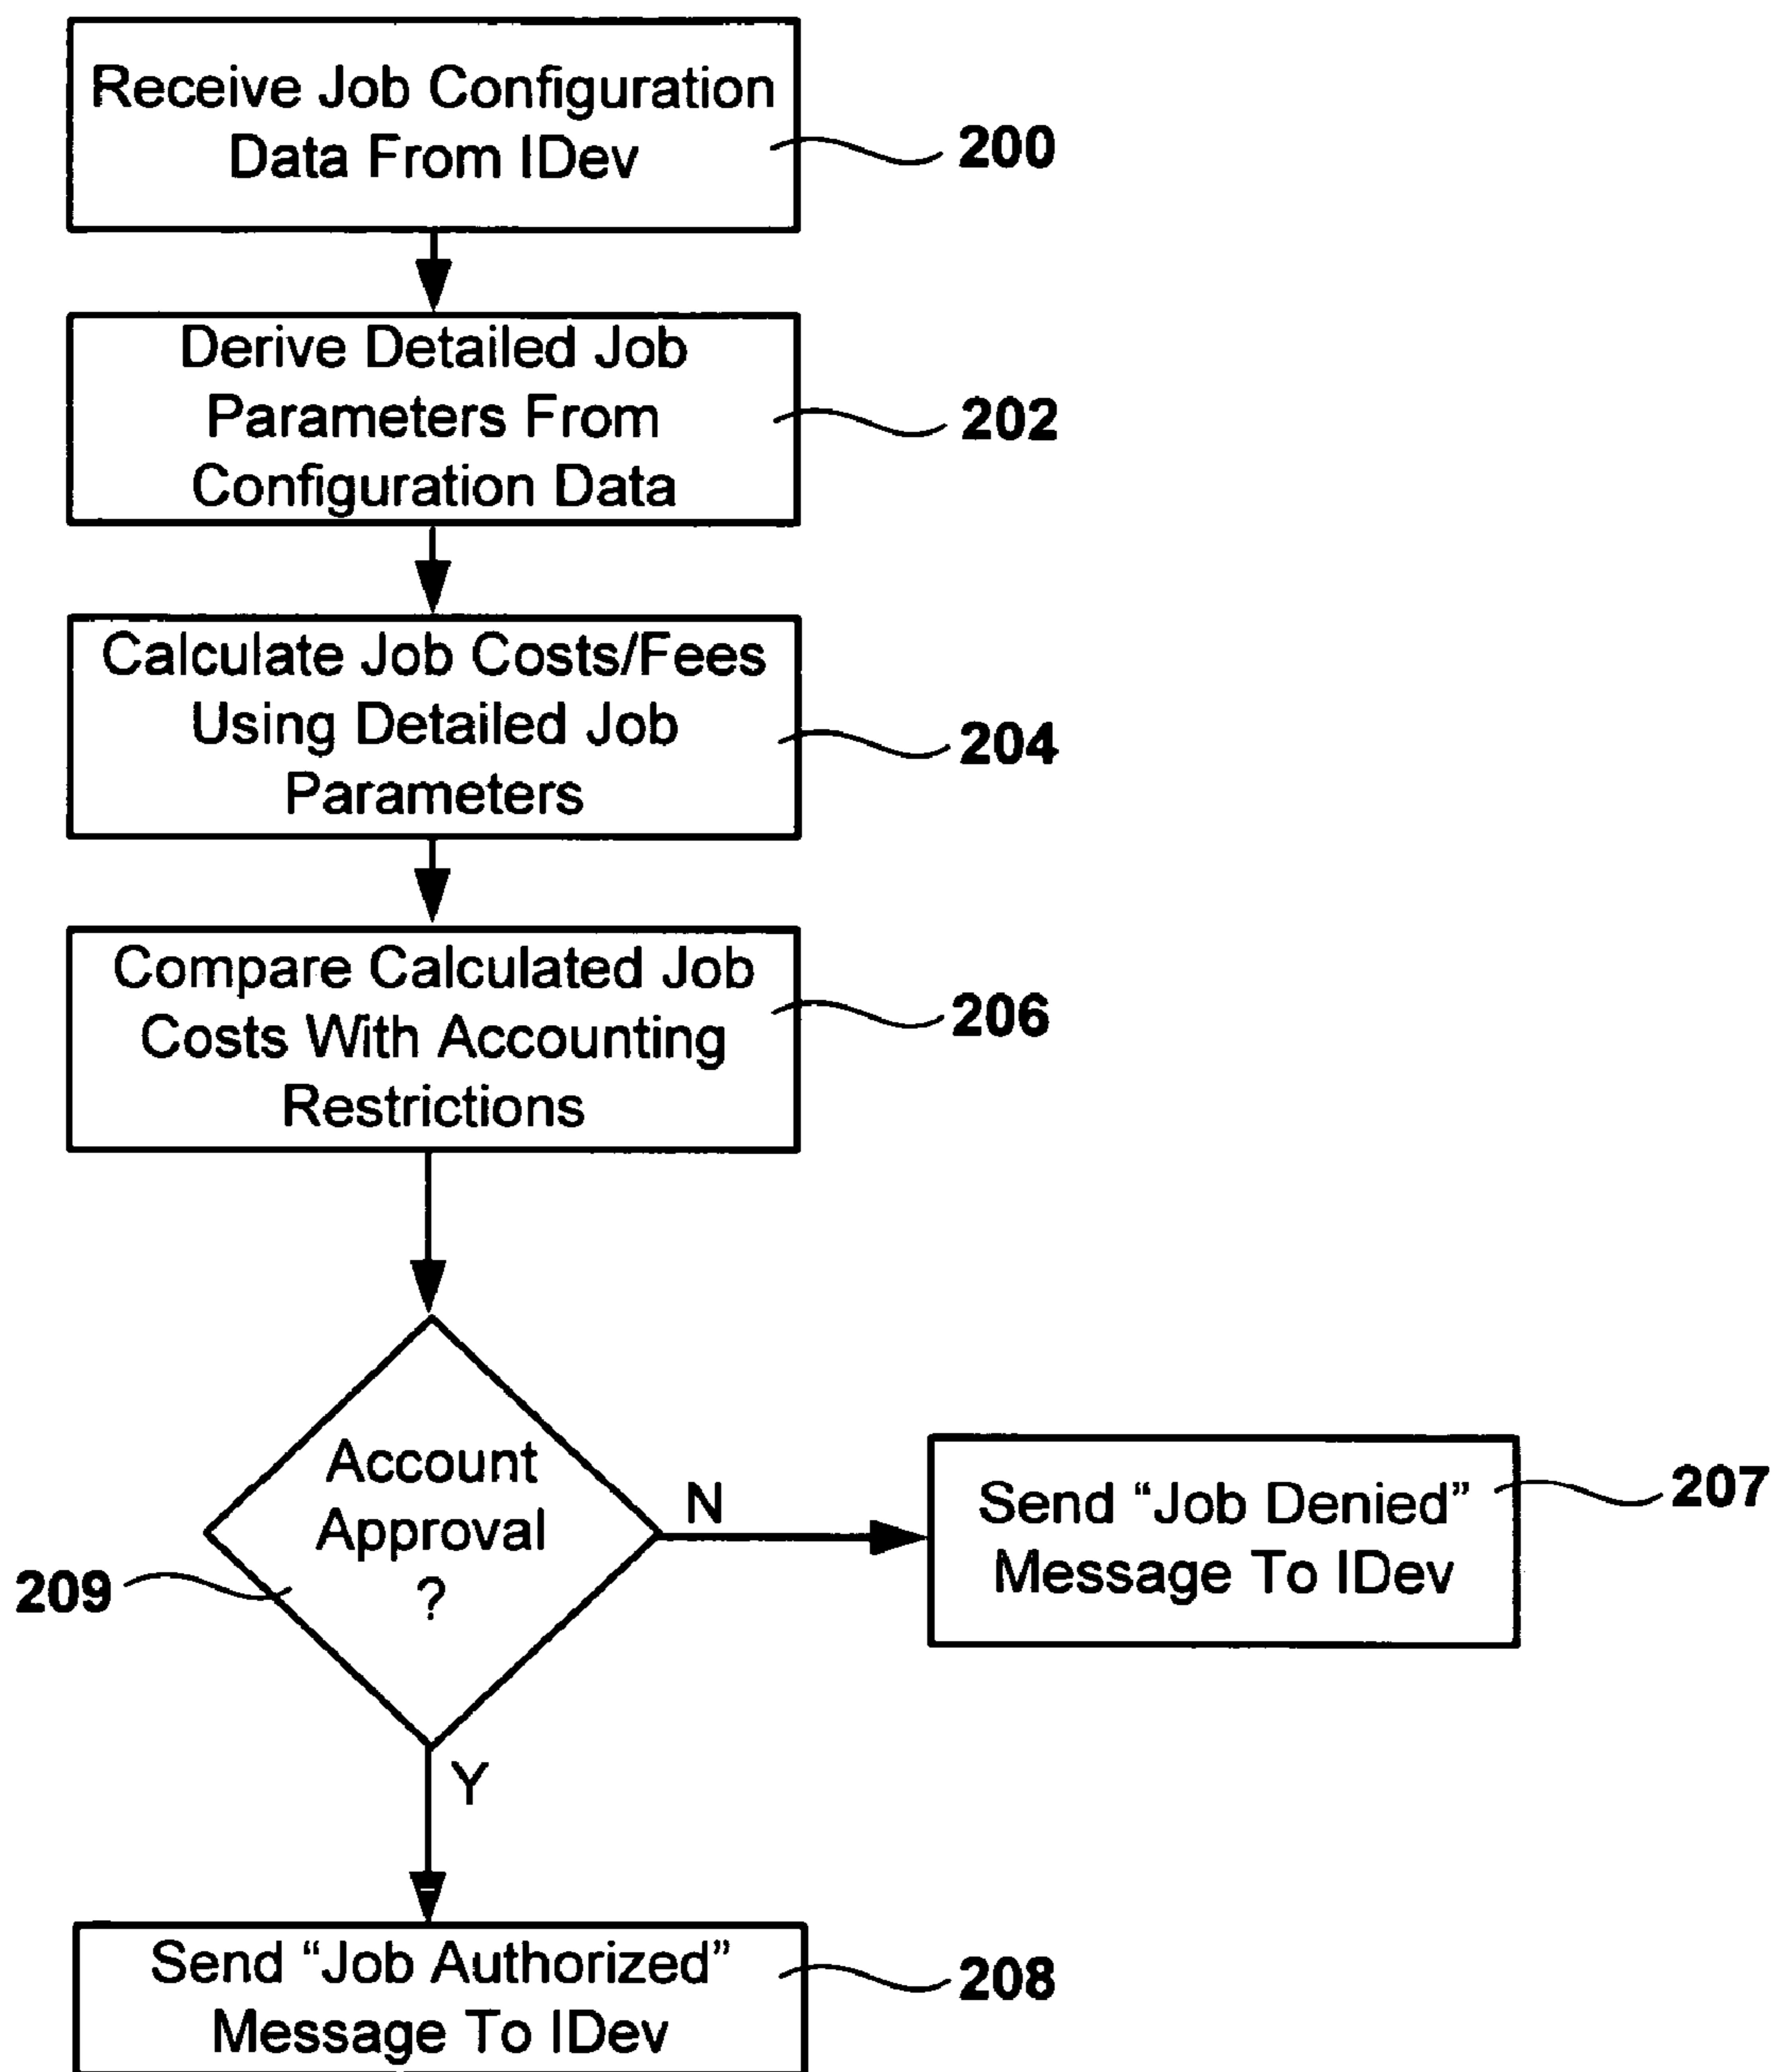 Receive Job Configuration
Data From IDev
200
Derive Detailed Job
Parameters From
Configuration Data
202
Calculate Job Costs/Fees
Using Detailed Job
Parameters
204
Compare Calculated Job
Costs With Accounting
Restrictions
206
Account
Approval
?
209
N
Send “Job Denied”
Message To IDev
207
Y
Send “Job Authorized”
Message To IDev
208